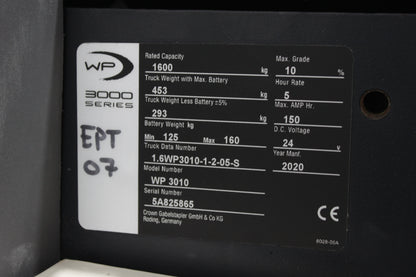 WP
3000
SERIES
EPT
07
Rated Capacity
1600 kg
Truck Weight with Max. Battery
453 kg
Truck Weight Less Battery ±5%
293 kg
Battery Weight kg
Min 125 Max 160
Truck Data Number
1.6WP3010-1-2-05-S
Model Number
WP 3010
Serial Number
5A825865
Crown Gabelstapler GmbH & Co KG
Roding, Germany
Max. Grade
10 %
Hour Rate
5
Max. AMP Hr.
150
D.C. Voltage
24 v
Year Manf.
2020
CE
8028-00A